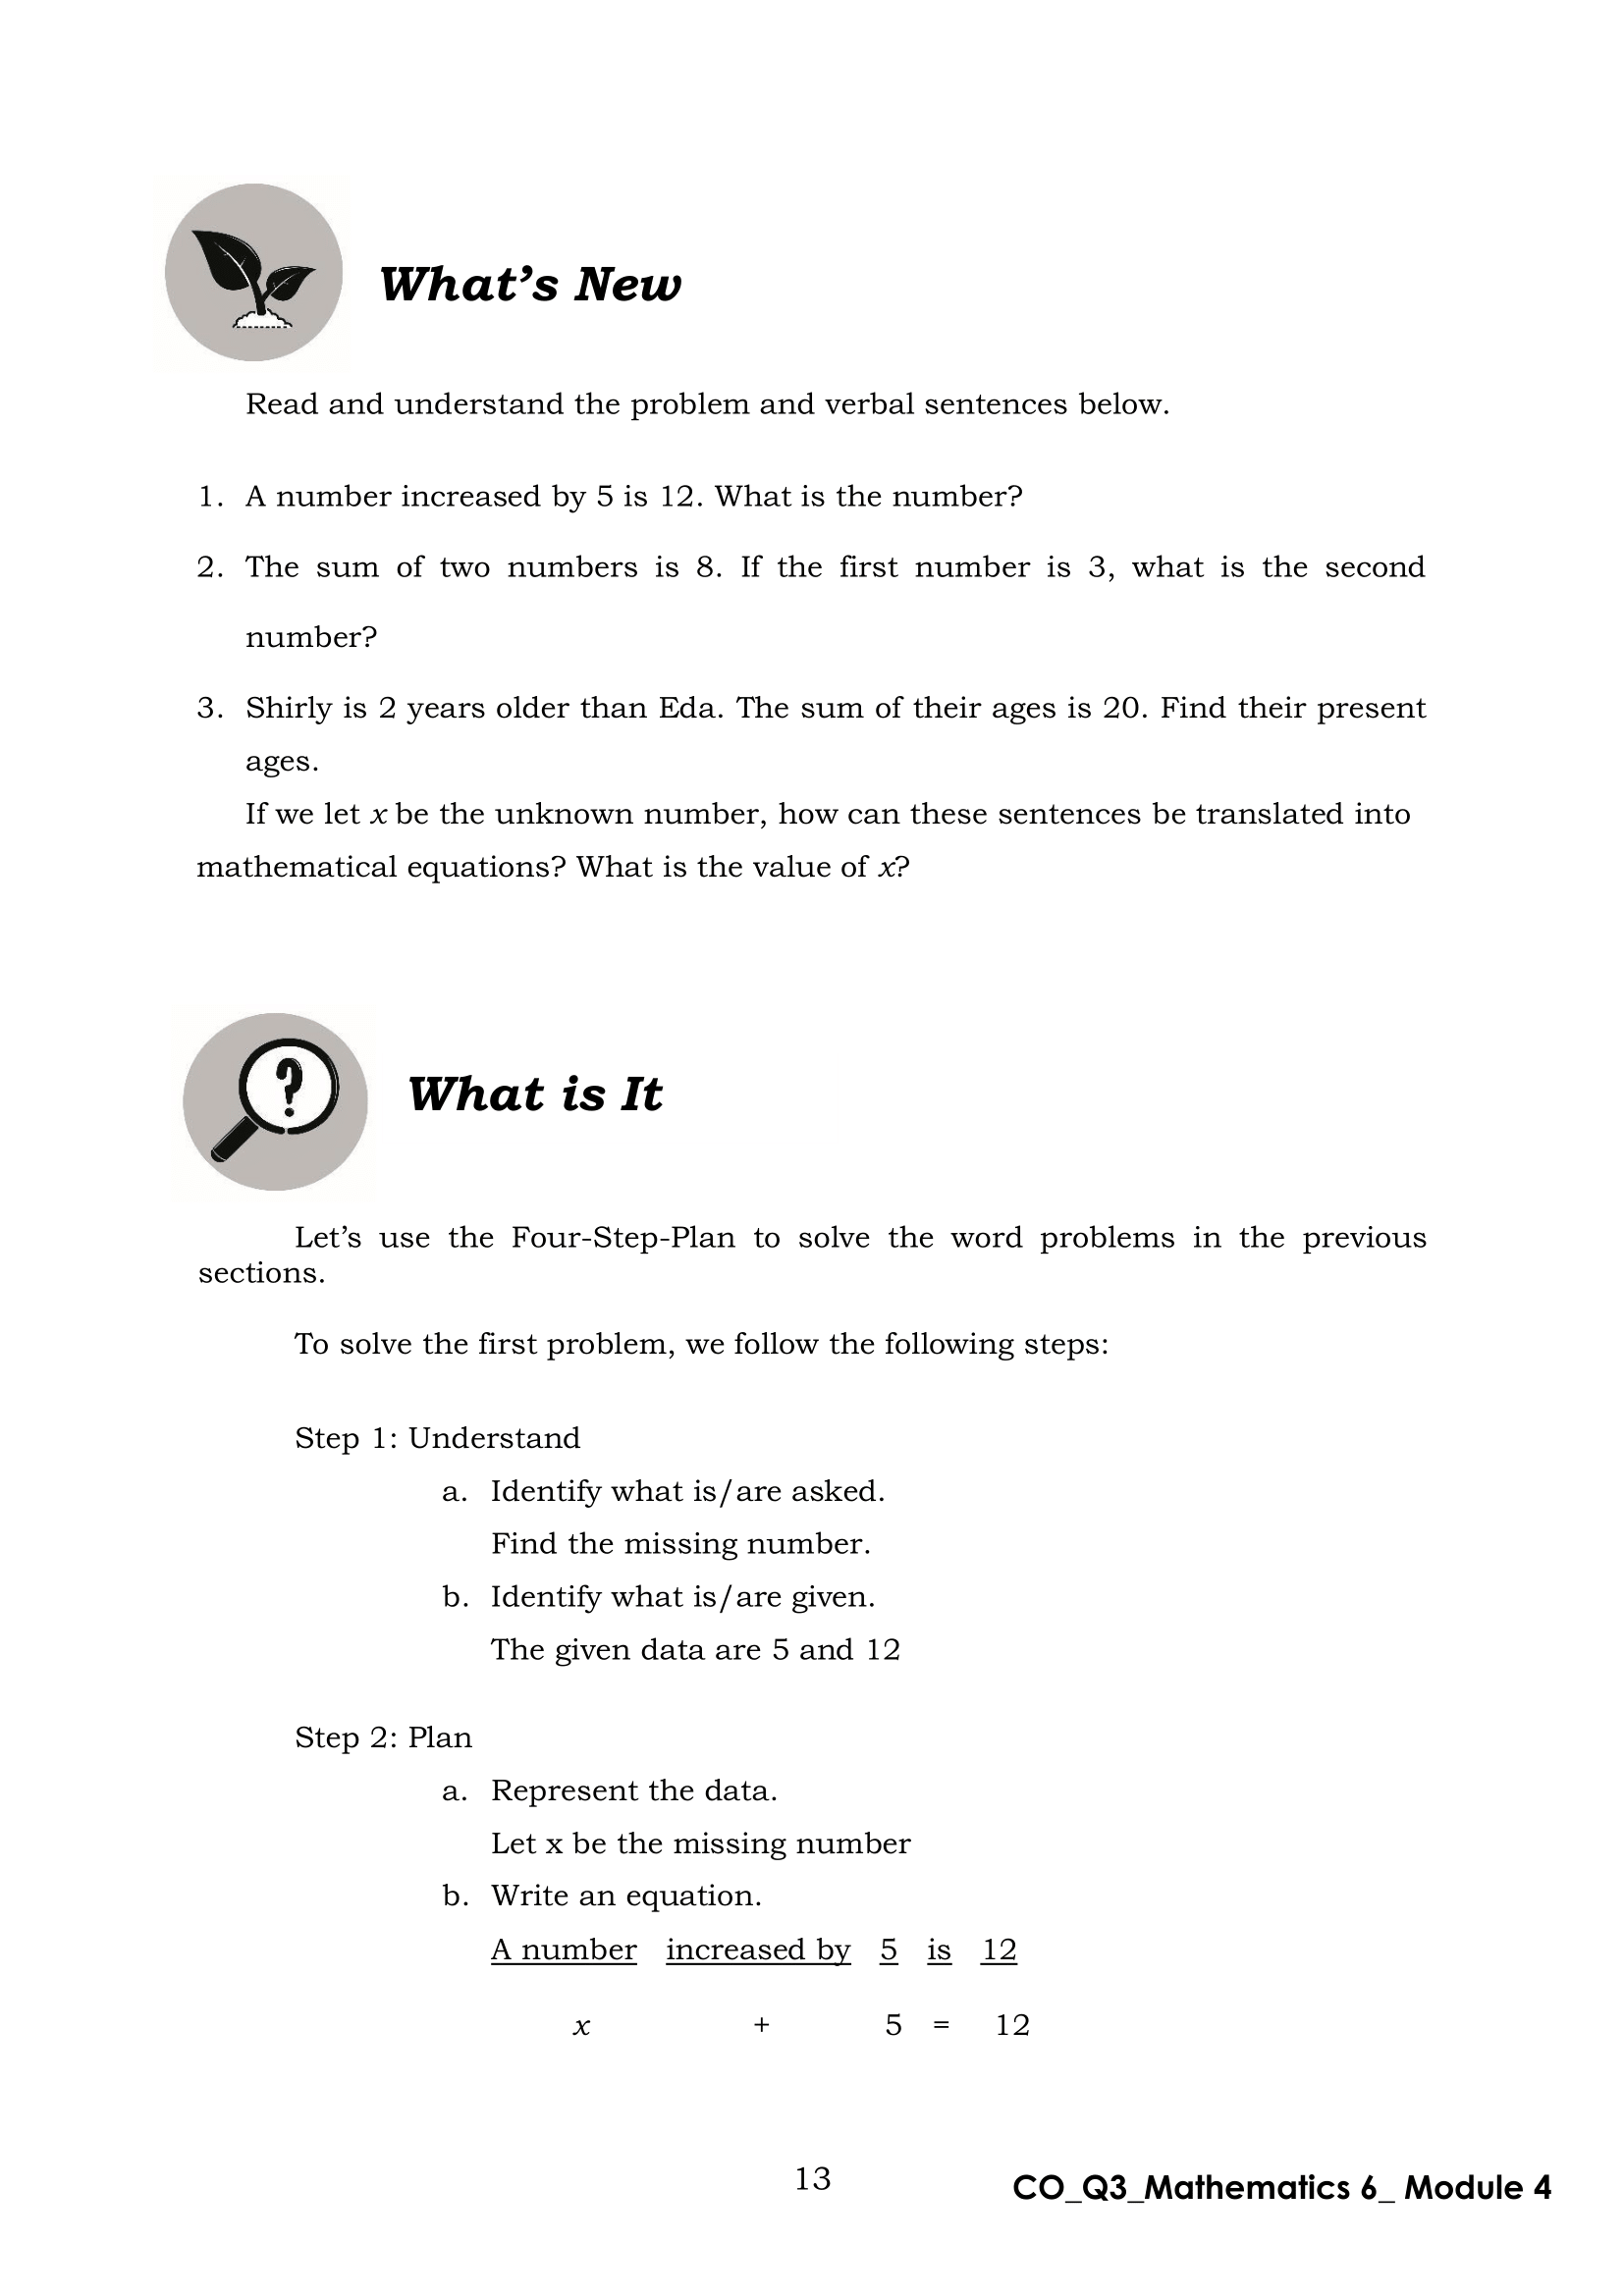 What’s New
Read and understand the problem and verbal sentences below.
1. A number increased by 5 is 12. What is the number?
2. The sum of two numbers is 8. If the first number is 3, what is the second
number?
3. Shirly is 2 years older than Eda. The sum of their ages is 20. Find their present
ages.
If we let x be the unknown number, how can these sentences be translated into
mathematical equations? What is the value of x?
?
What is It
Let’s use the Four-Step-Plan to solve the word problems in the previous
sections.
To solve the first problem, we follow the following steps:
Step 1: Understand
a. Identify what is/are asked.
Find the missing number.
b. Identify what is/are given.
The given data are 5 and 12
Step 2: Plan
a. Represent the data.
Let x be the missing number
b. Write an equation.
A number increased by 5 is 12
x + 5 = 12
13
CO_Q3_Mathematics 6_ Module 4